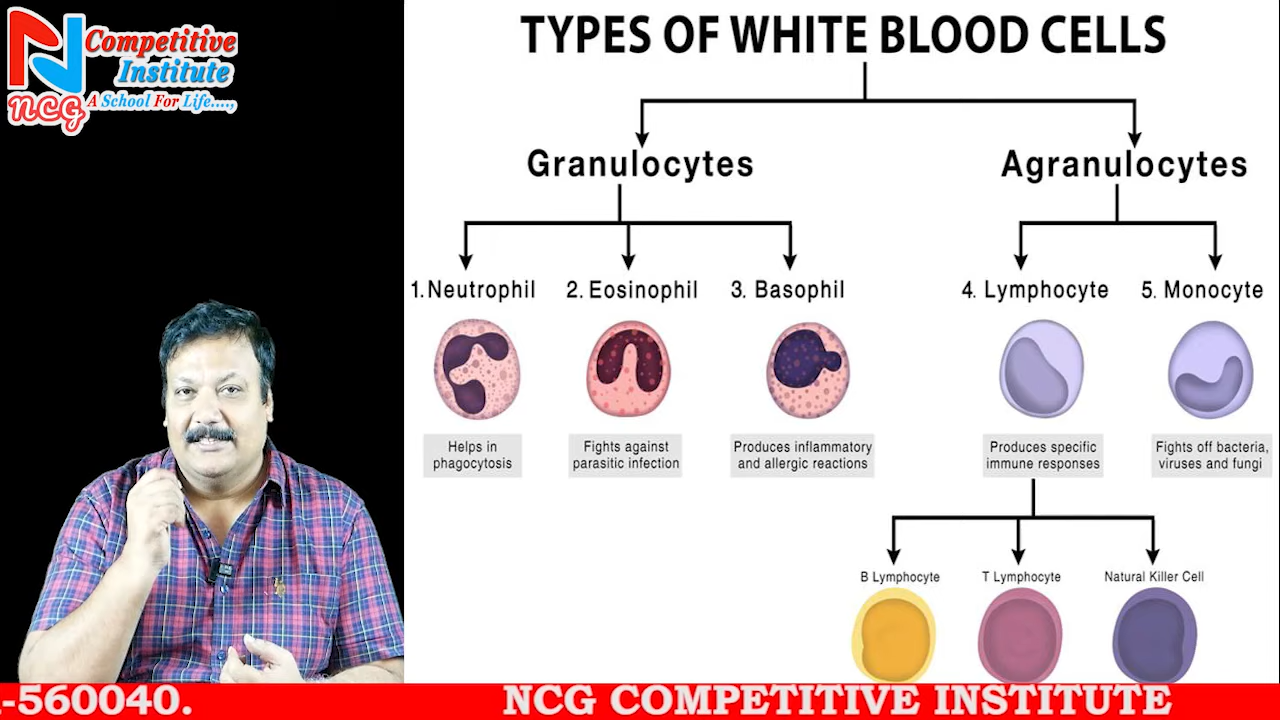 Competitive
Institute
NCG A School For Life....,
TYPES OF WHITE BLOOD CELLS
Granulocytes
Agranulocytes
1.Neutrophil
2. Eosinophil
3. Basophil
4. Lymphocyte
5. Monocyte
Helps in
phagocytosis
Fights against
parasitic infection
Produces inflammatory
and allergic reactions
Produces specific
immune responses
Fights off bacteria,
viruses and fungi
B Lymphocyte
T Lymphocyte
Natural Killer Cell
-560040.
NCG COMPETITIVE INSTITUTE